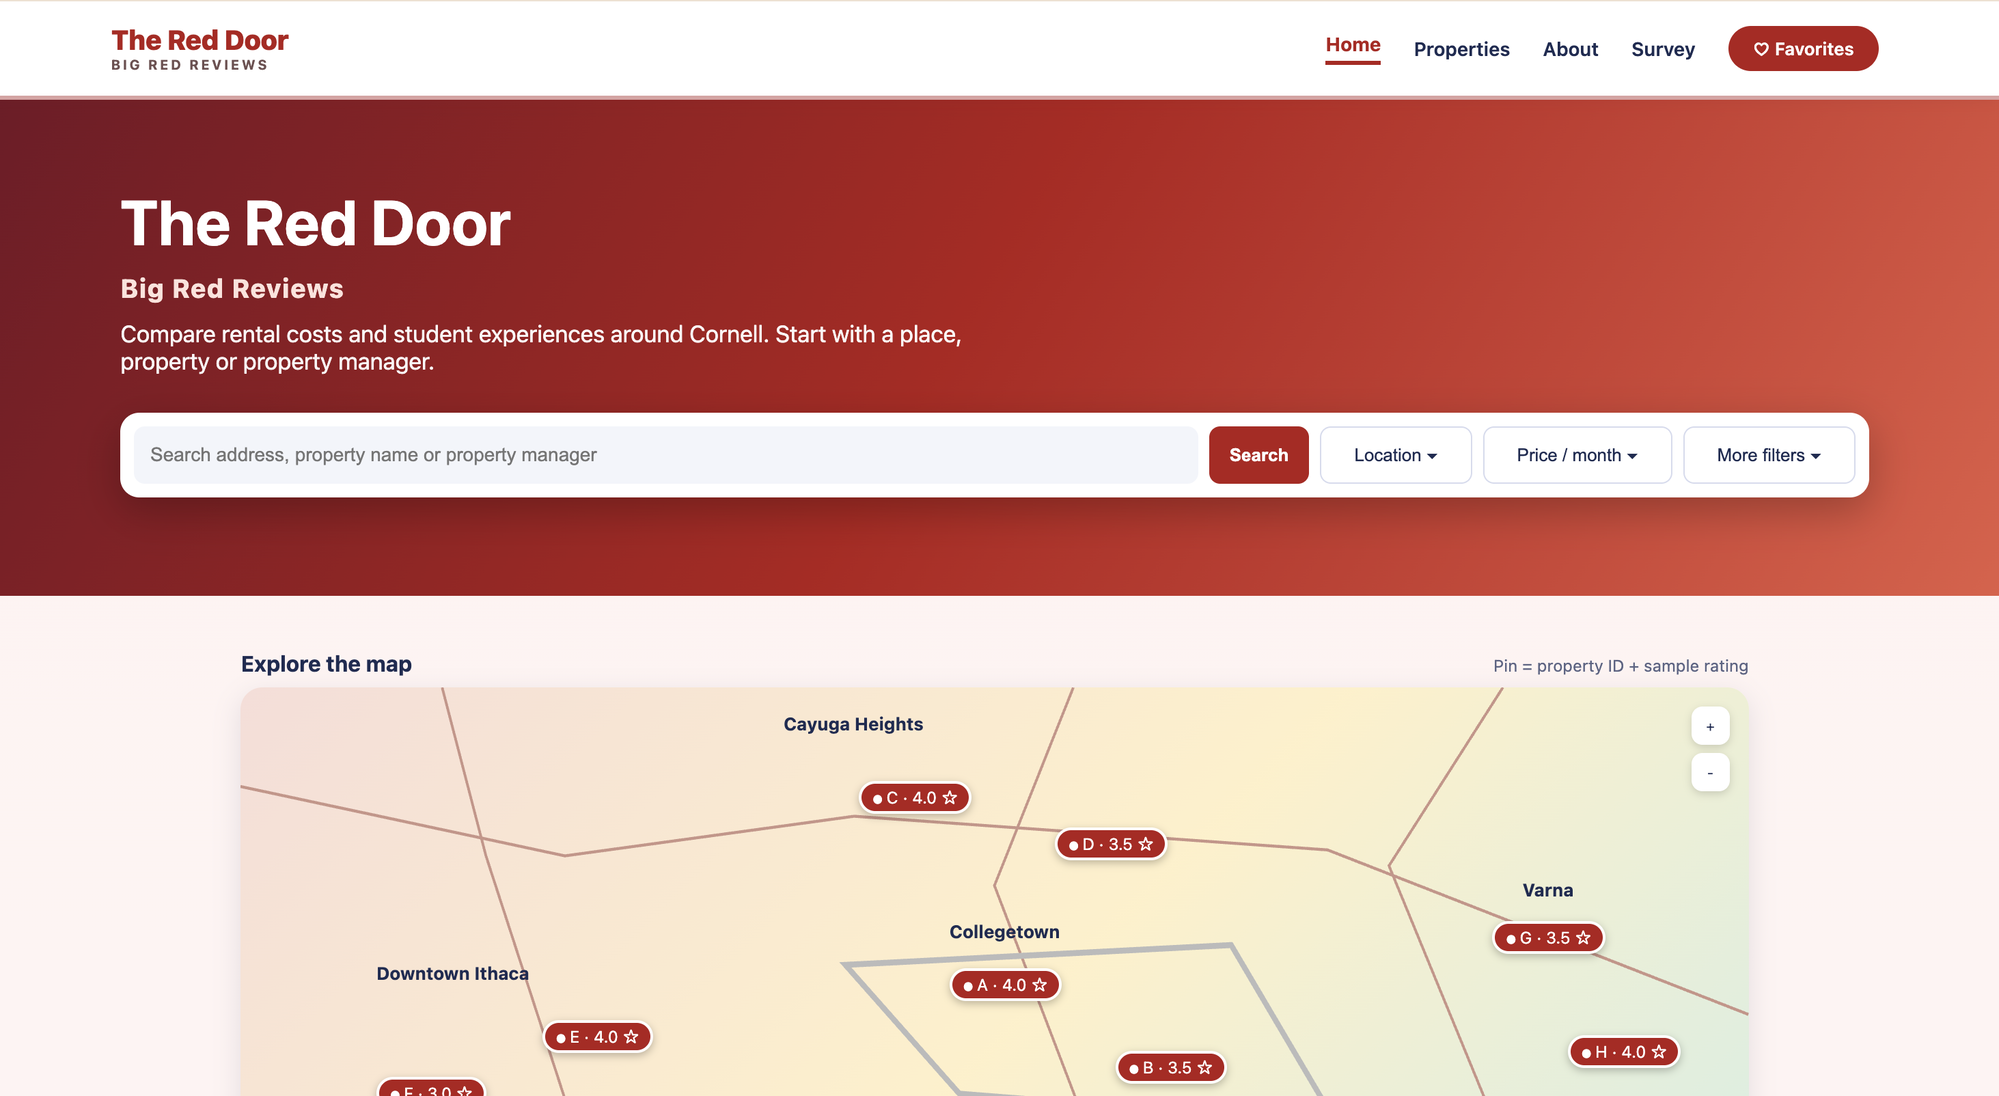 The Red Door
BIG RED REVIEWS
Home
Properties
About
Survey
♡ Favorites
The Red Door
Big Red Reviews
Compare rental costs and student experiences around Cornell. Start with a place,
property or property manager.
Search address, property name or property manager
Search
Location
Price / month
More filters
Explore the map
Pin = property ID + sample rating
Cayuga Heights
+
-
C · 4.0 ☆
D · 3.5 ☆
Varna
Collegetown
G · 3.5 ☆
Downtown Ithaca
A · 4.0 ☆
E · 4.0 ☆
H · 4.0 ☆
B · 3.5 ☆
F · 3.0 ☆